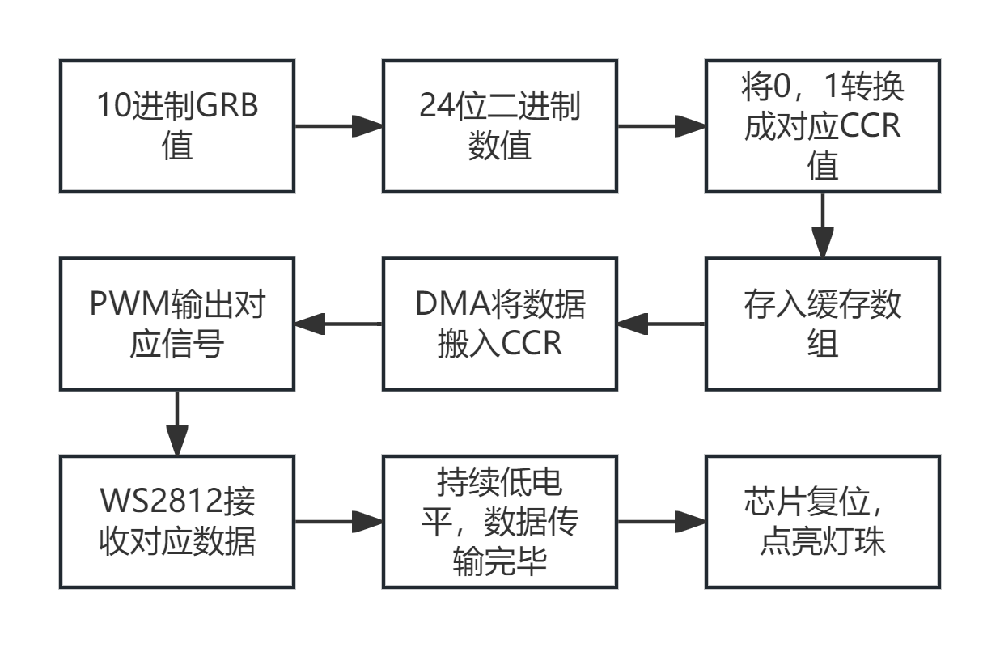 10进制GRB
值
24位二进制
数值
将0，1转换
成对应CCR
值
存入缓存数
组
DMA将数据
搬入CCR
PWM输出对
应信号
WS2812接
收对应数据
持续低电
平，数据传
输完毕
芯片复位，
点亮灯珠